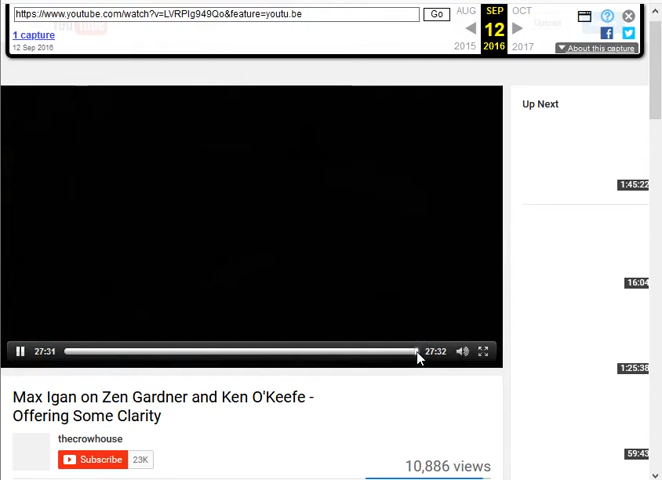 https://www.youtube.com/watch?v=LVRPIg949Qo&feature=youtu.be
Go
AUG
SEP
OCT
Upload
1 capture
12
12 Sep 2016
2015
2016
2017
About this capture
Up Next
1:45:22
16:04
27:31
27:32
1:25:38
Max Igan on Zen Gardner and Ken O'Keefe -
Offering Some Clarity
thecrowhouse
Subscribe
23K
59:43
10,886 views